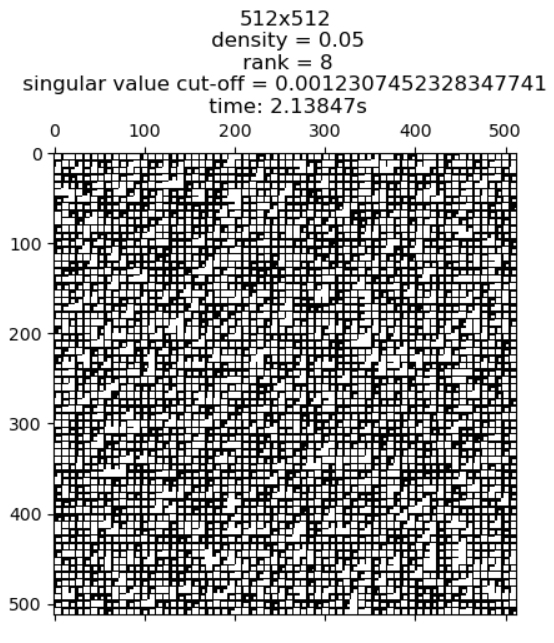 512x512
density = 0.05
rank = 8
singular value cut-off = 0.0012307452328347741
time: 2.13847s
0 100 200 300 400 500
0
100
200
300
400
500